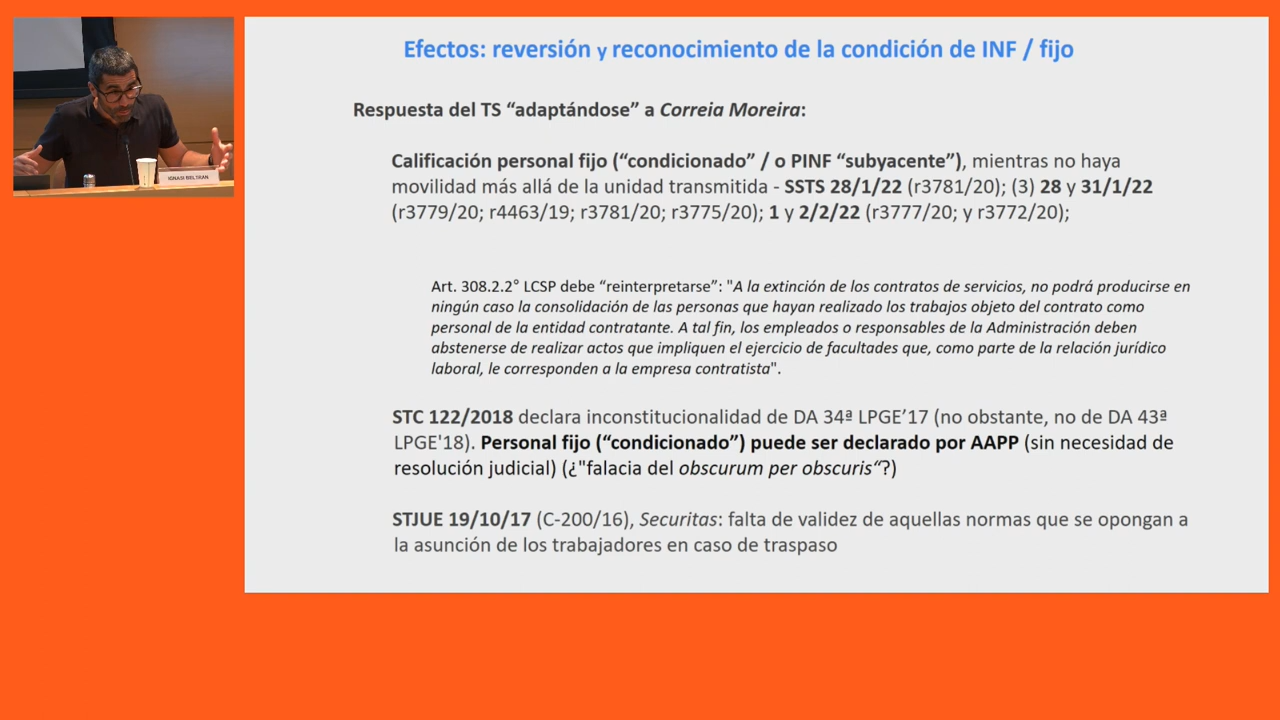 IGNASI BELTRAN
Efectos: reversión y reconocimiento de la condición de INF / fijo
Respuesta del TS “adaptándose” a Correia Moreira:
Calificación personal fijo (“condicionado” / o PINF “subyacente”), mientras no haya
movilidad más allá de la unidad transmitida - SSTS 28/1/22 (r3781/20); (3) 28 y 31/1/22
(r3779/20; r4463/19; r3781/20; r3775/20); 1 y 2/2/22 (r3777/20; y r3772/20);
Art. 308.2.2° LCSP debe “reinterpretarse”: "A la extinción de los contratos de servicios, no podrá producirse en
ningún caso la consolidación de las personas que hayan realizado los trabajos objeto del contrato como
personal de la entidad contratante. A tal fin, los empleados o responsables de la Administración deben
abstenerse de realizar actos que impliquen el ejercicio de facultades que, como parte de la relación jurídico
laboral, le corresponden a la empresa contratista".
STC 122/2018 declara inconstitucionalidad de DA 34ª LPGE’17 (no obstante, no de DA 43ª
LPGE'18). Personal fijo (“condicionado”) puede ser declarado por AAPP (sin necesidad de
resolución judicial) (¿"falacia del obscurum per obscuris“?)
STJUE 19/10/17 (C-200/16), Securitas: falta de validez de aquellas normas que se opongan a
la asunción de los trabajadores en caso de traspaso